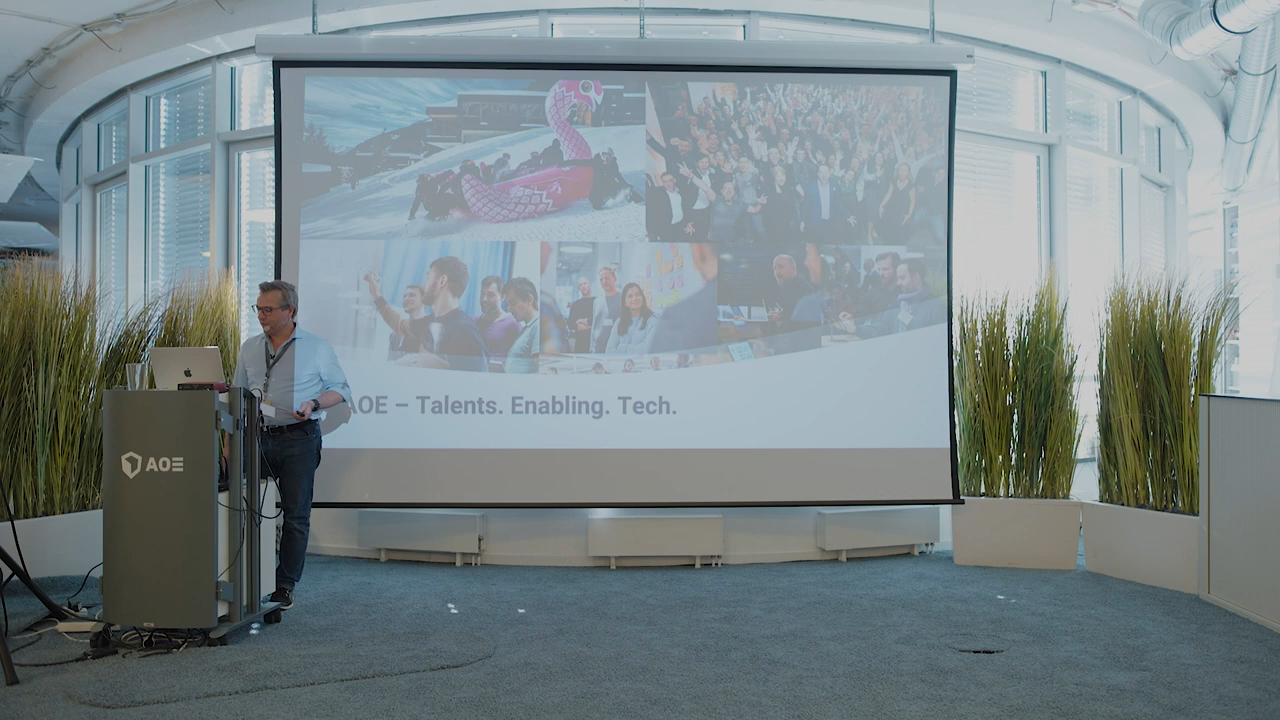 AOE – Talents. Enabling. Tech.
AOE